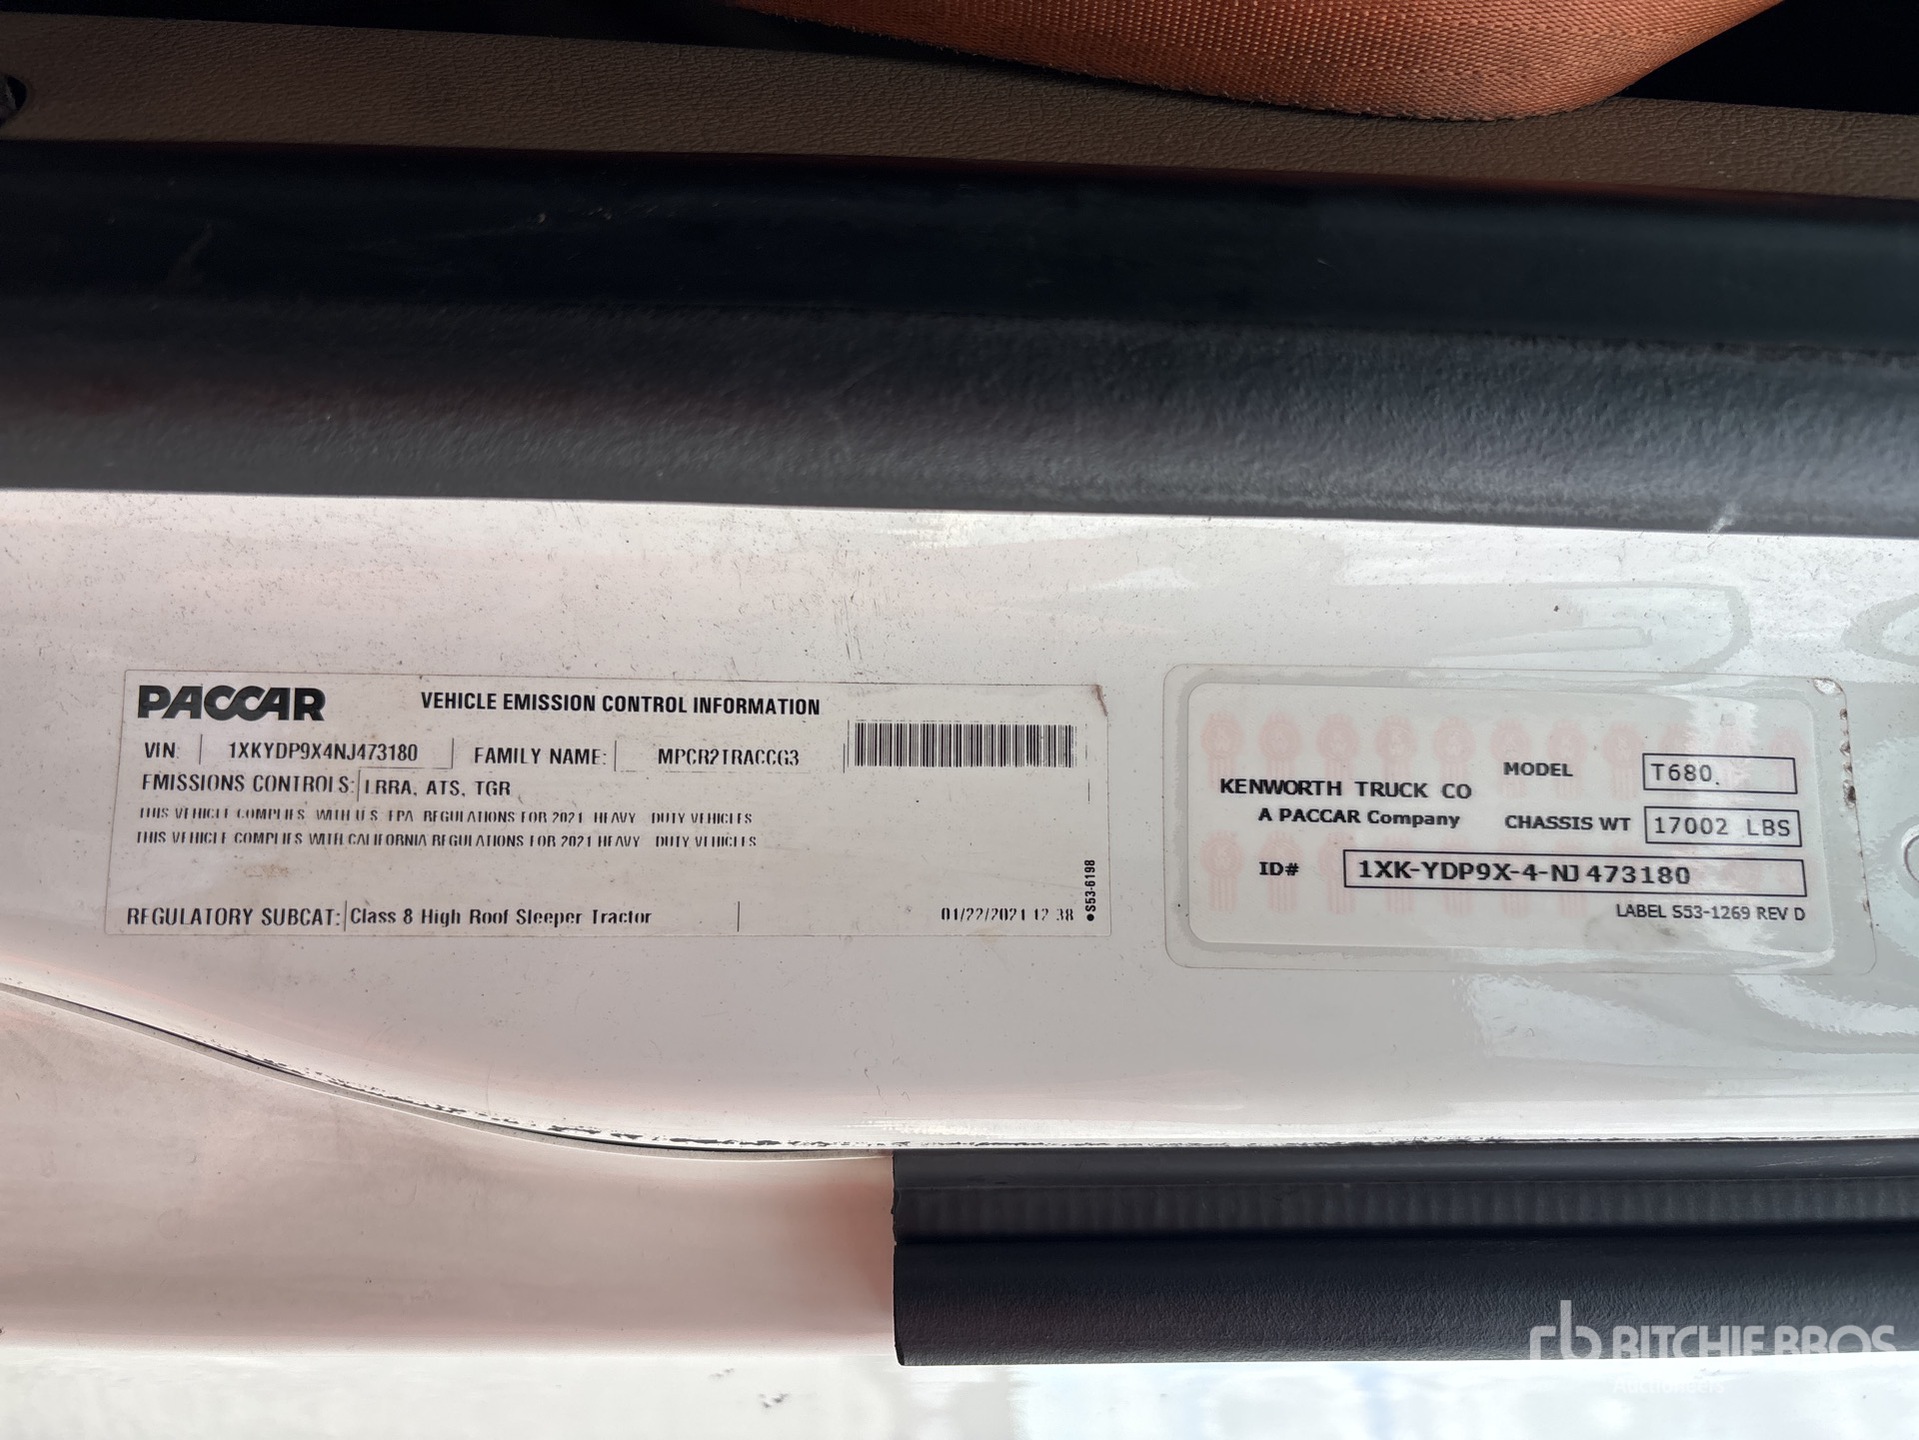 PACCAR VEHICLE EMISSION CONTROL INFORMATION
VIN: 1XKYDP9X4NJ473180 FAMILY NAME: MPCR2TRACCG3
EMISSIONS CONTROLS: LRRA, ATS, TGR
THIS VEHICLE COMPLIES WITH U.S. EPA REGULATIONS FOR 2021 HEAVY DUTY VEHICLES
THIS VEHICLE COMPLIES WITH CALIFORNIA REGULATIONS FOR 2021 HEAVY DUTY VEHICLES
REGULATORY SUBCAT: Class 8 High Roof Sleeper Tractor 01/22/2021 12:38
●S53-6198
KENWORTH TRUCK CO
A PACCAR Company
MODEL T680.
CHASSIS WT 17002 LBS
ID# 1XK-YDP9X-4-NJ473180
LABEL S53-1269 REV D
rb RITCHIE BROS.
Auctioneers